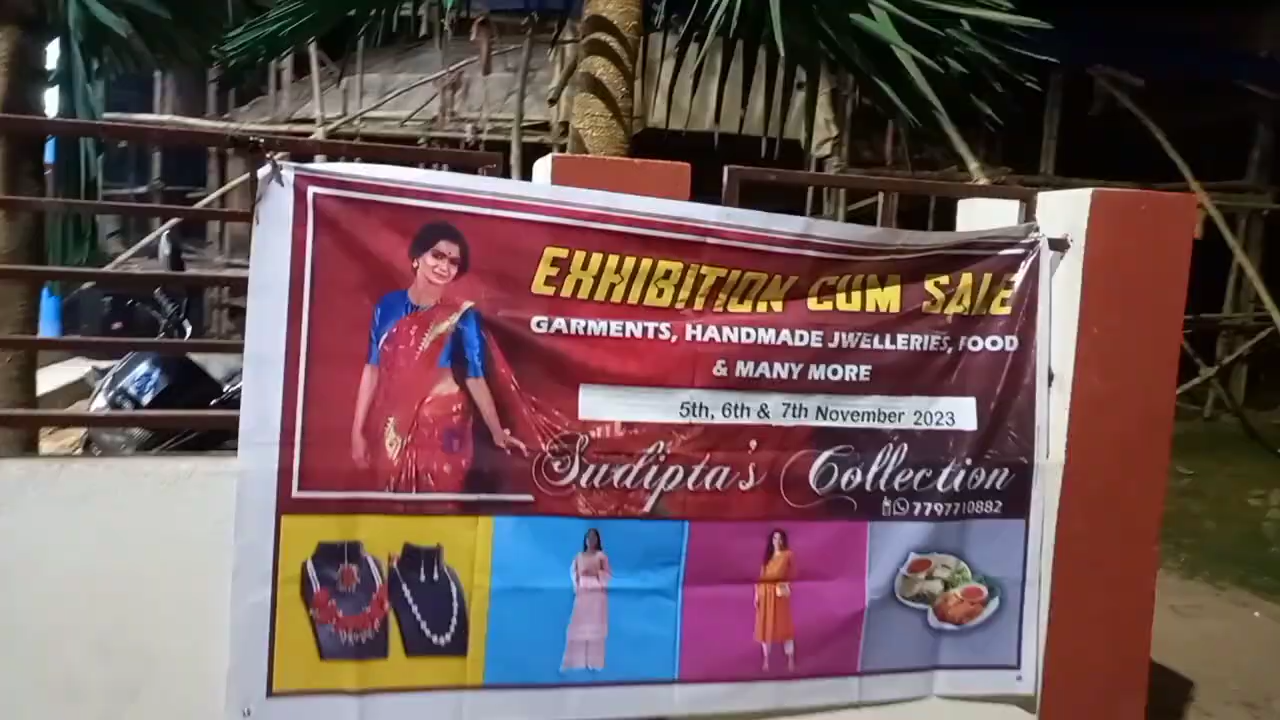 EXHIBITION CUM SALE
GARMENTS, HANDMADE JWELLERIES, FOOD
& MANY MORE
5th, 6th & 7th November 2023
Sudipta's Collection
7797710882